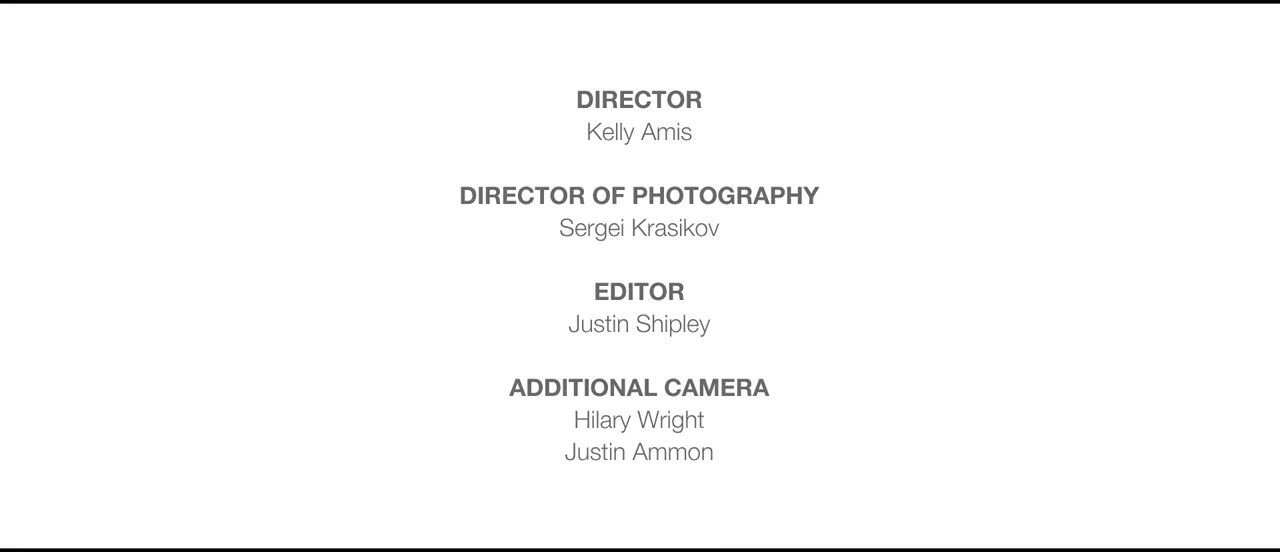 DIRECTOR
Kelly Amis
DIRECTOR OF PHOTOGRAPHY
Sergei Krasikov
EDITOR
Justin Shipley
ADDITIONAL CAMERA
Hilary Wright
Justin Ammon